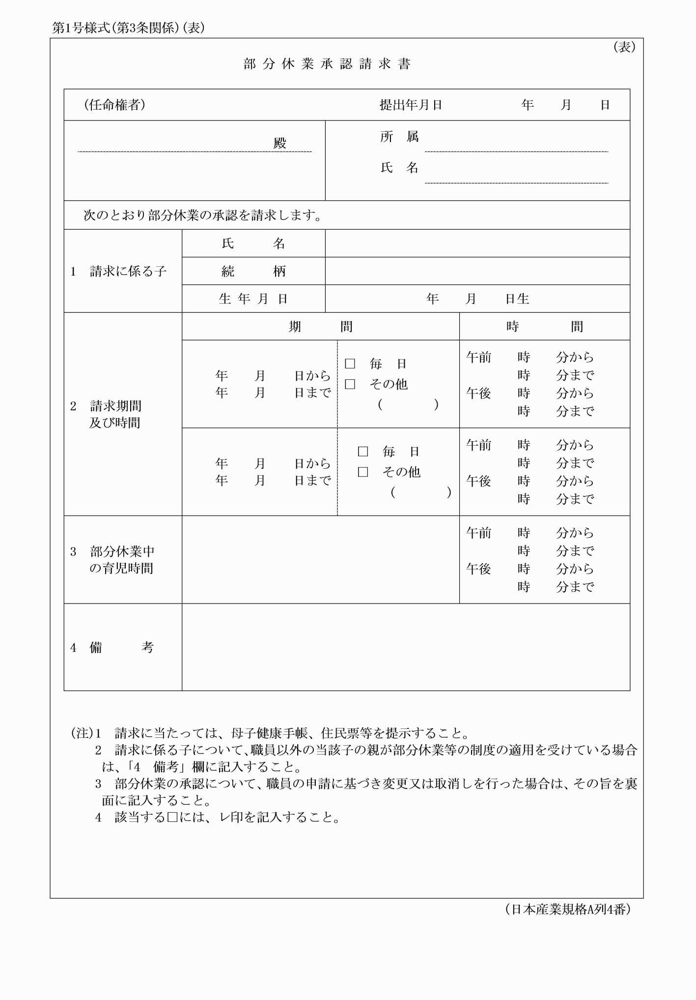 第1号様式(第3条関係)(表)
(表)
部分休業承認請求書
(任命権者) 提出年月日 年 月 日
殿
所 属
氏 名
次のとおり部分休業の承認を請求します。
1 請求に係る子
氏 名
続 柄
生年月日 年 月 日生
2 請求期間
及び時間
期 間 時 間
年 月 日から
年 月 日まで
□ 毎 日
□ その他
( )
午前 時 分から
時 分まで
午後 時 分から
時 分まで
年 月 日から
年 月 日まで
□ 毎 日
□ その他
( )
午前 時 分から
時 分まで
午後 時 分から
時 分まで
3 部分休業中
の育児時間
午前 時 分から
時 分まで
午後 時 分から
時 分まで
4 備 考
(注)1 請求に当たっては、母子健康手帳、住民票等を提示すること。
2 請求に係る子について、職員以外の当該子の親が部分休業等の制度の適用を受けている場合
は、「4 備考」欄に記入すること。
3 部分休業の承認について、職員の申請に基づき変更又は取消しを行った場合は、その旨を裏
面に記入すること。
4 該当する□には、レ印を記入すること。
(日本産業規格A列4番)